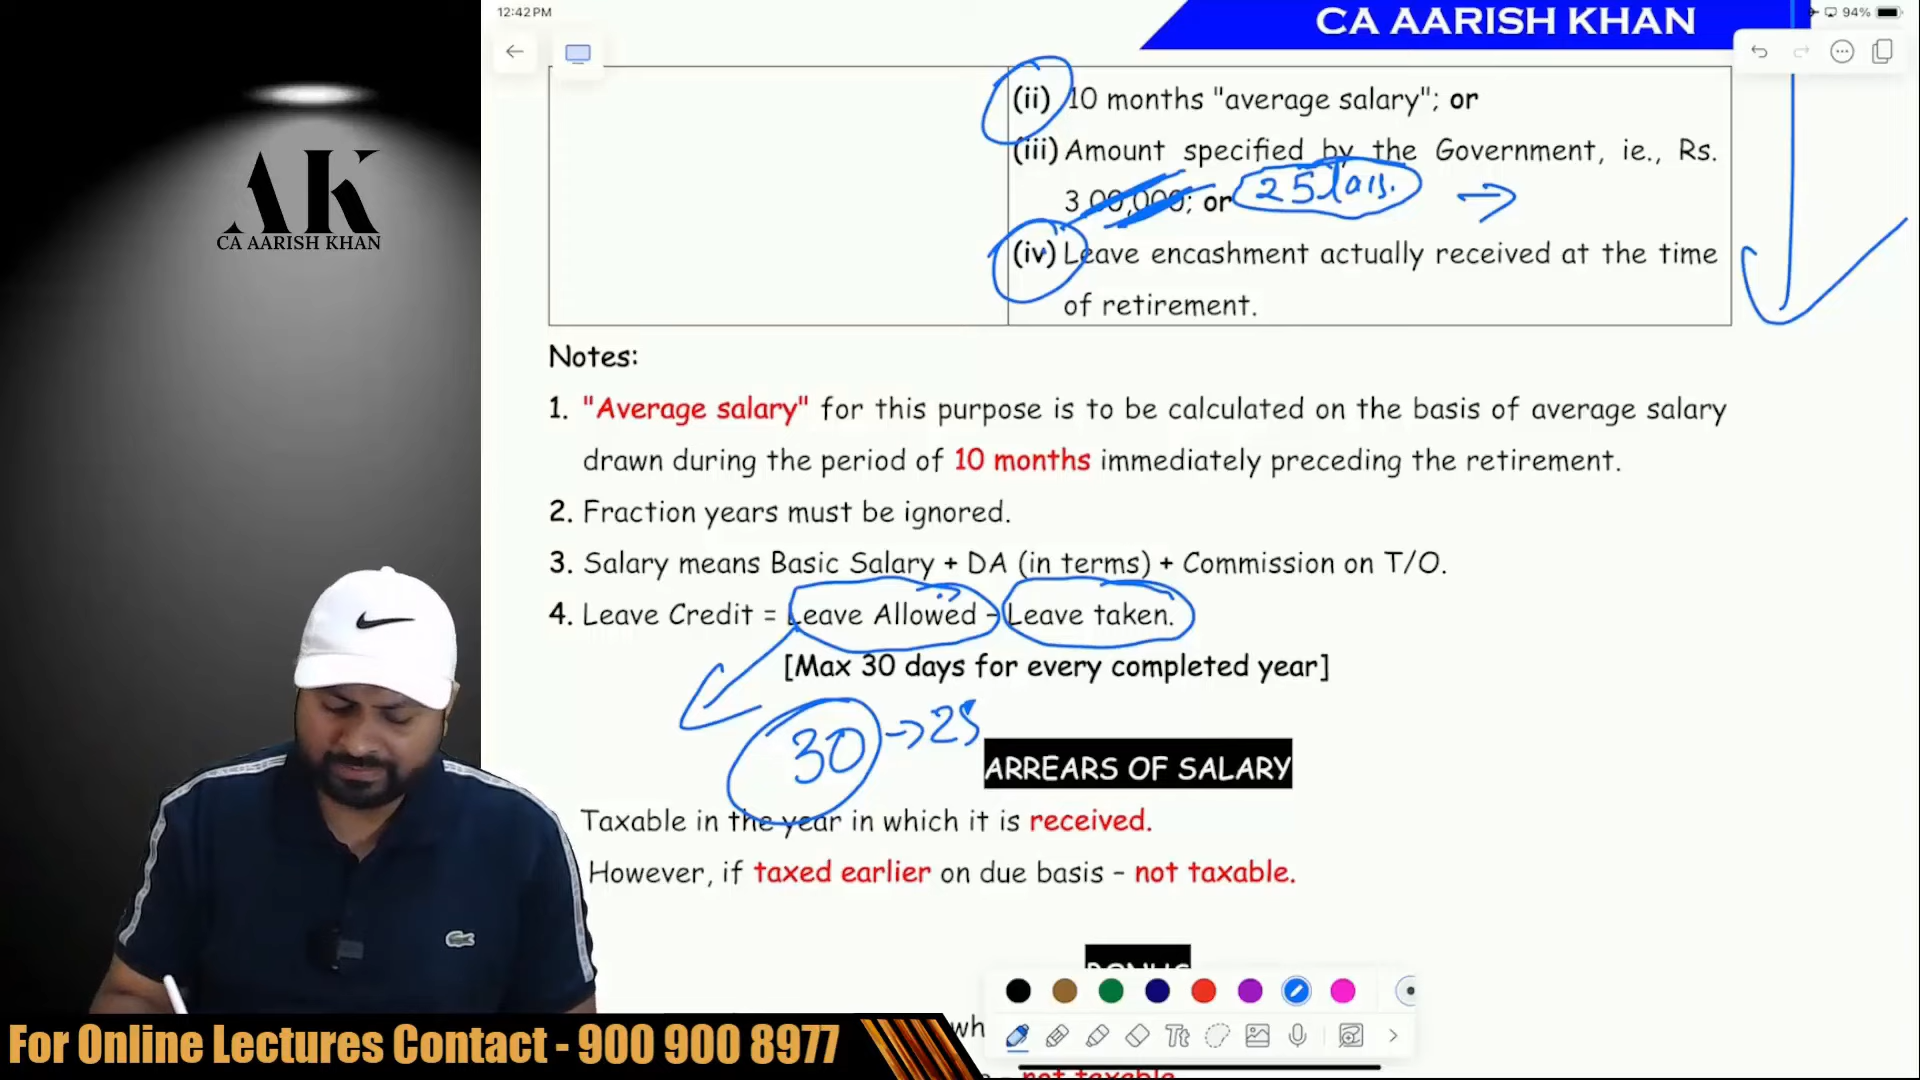 12:42 PM
CA AARISH KHAN
94%
(ii) 10 months "average salary"; or
(iii) Amount specified by the Government, ie., Rs.
3,00,000; or 25 lacs. →
(iv) Leave encashment actually received at the time
of retirement.
Notes:
1. "Average salary" for this purpose is to be calculated on the basis of average salary
drawn during the period of 10 months immediately preceding the retirement.
2. Fraction years must be ignored.
3. Salary means Basic Salary + DA (in terms) + Commission on T/O.
4. Leave Credit = Leave Allowed - Leave taken.
[Max 30 days for every completed year]
30 → 25
ARREARS OF SALARY
Taxable in the year in which it is received.
However, if taxed earlier on due basis – not taxable.
BONUS
wh
not taxable
Tt
AK
CA AARISH KHAN
For Online Lectures Contact - 900 900 8977